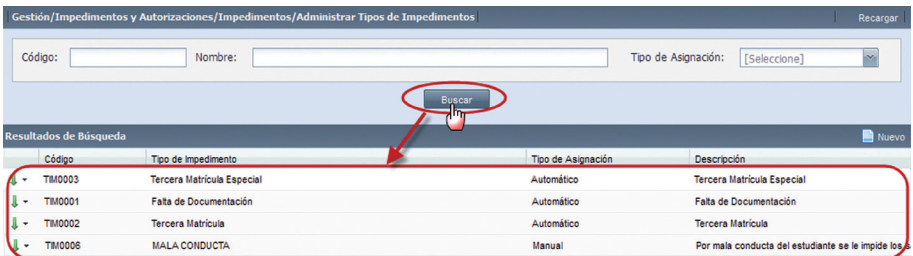 Gestión/Impedimentos y Autorizaciones/Impedimentos/Administrar Tipos de Impedimentos Recargar
Código: Nombre: Tipo de Asignación: [Seleccione]
Buscar
Resultados de Búsqueda Nuevo
Código Tipo de Impedimento Tipo de Asignación Descripción
TIM0003 Tercera Matrícula Especial Automático Tercera Matrícula Especial
TIM0001 Falta de Documentación Automático Falta de Documentación
TIM0002 Tercera Matrícula Automático Tercera Matrícula
TIM0006 MALA CONDUCTA Manual Por mala conducta del estudiante se le impide los